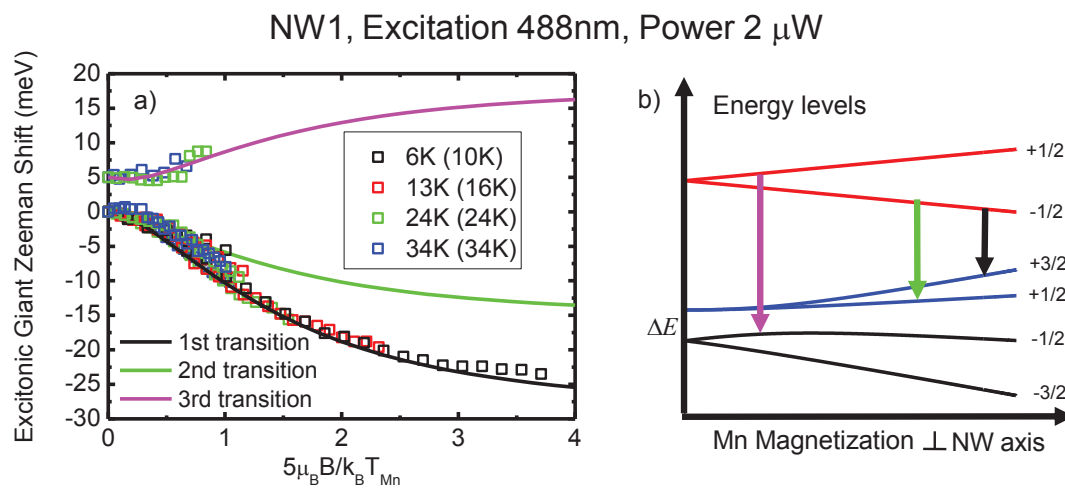 NW1, Excitation 488nm, Power 2 μW
a)
Excitonic Giant Zeeman Shift (meV)
20
15
10
5
0
-5
-10
-15
-20
-25
-30
6K (10K)
13K (16K)
24K (24K)
34K (34K)
1st transition
2nd transition
3rd transition
0 1 2 3 4
5μ_BB/k_BT_Mn
b)
Energy levels
+1/2
-1/2
+3/2
+1/2
ΔE
-1/2
-3/2
Mn Magnetization ⊥ NW axis